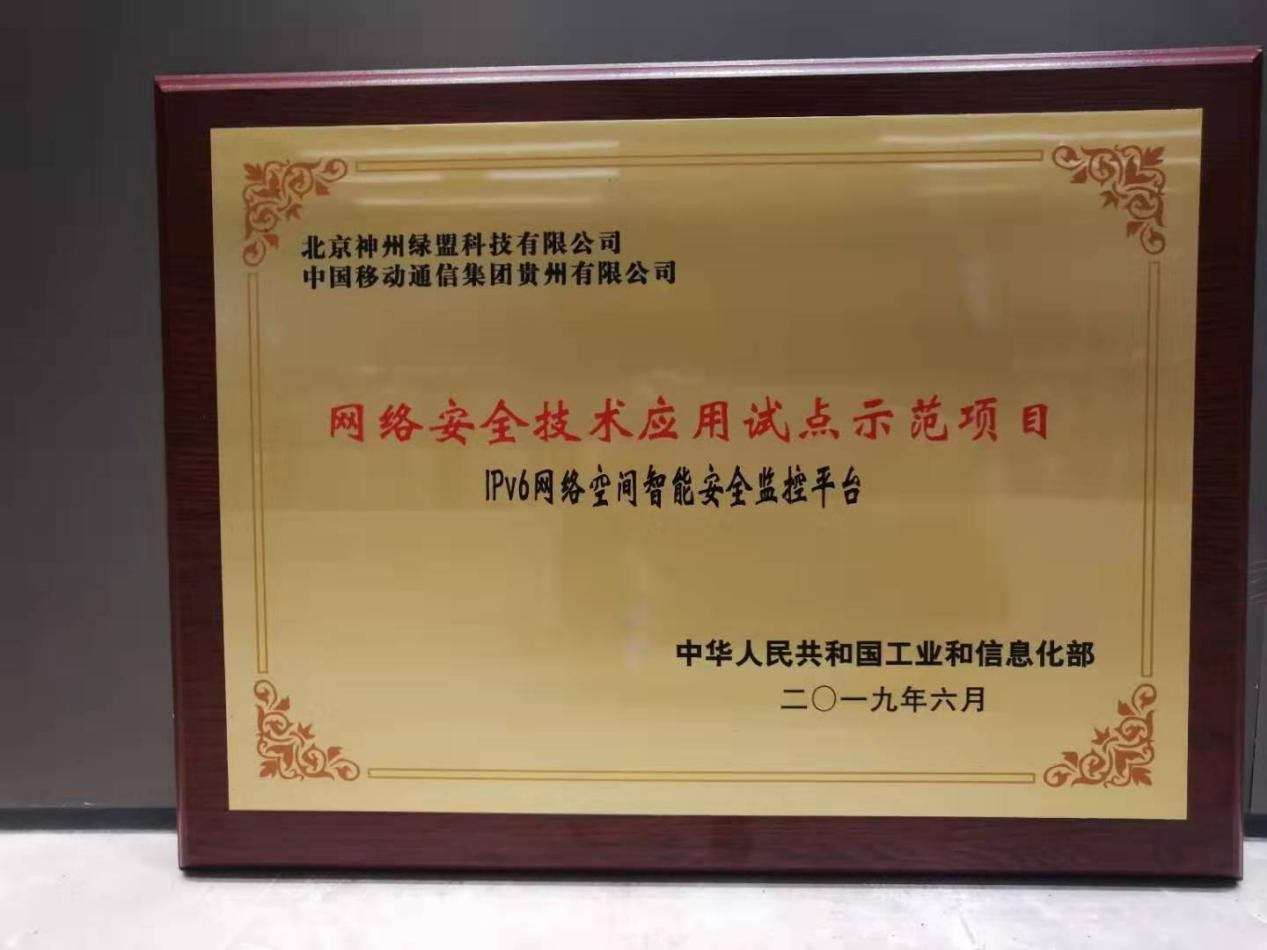 北京神州绿盟科技有限公司
中国移动通信集团贵州有限公司
网络安全技术应用试点示范项目
IPv6网络空间智能安全监控平台
中华人民共和国工业和信息化部
二〇一九年六月